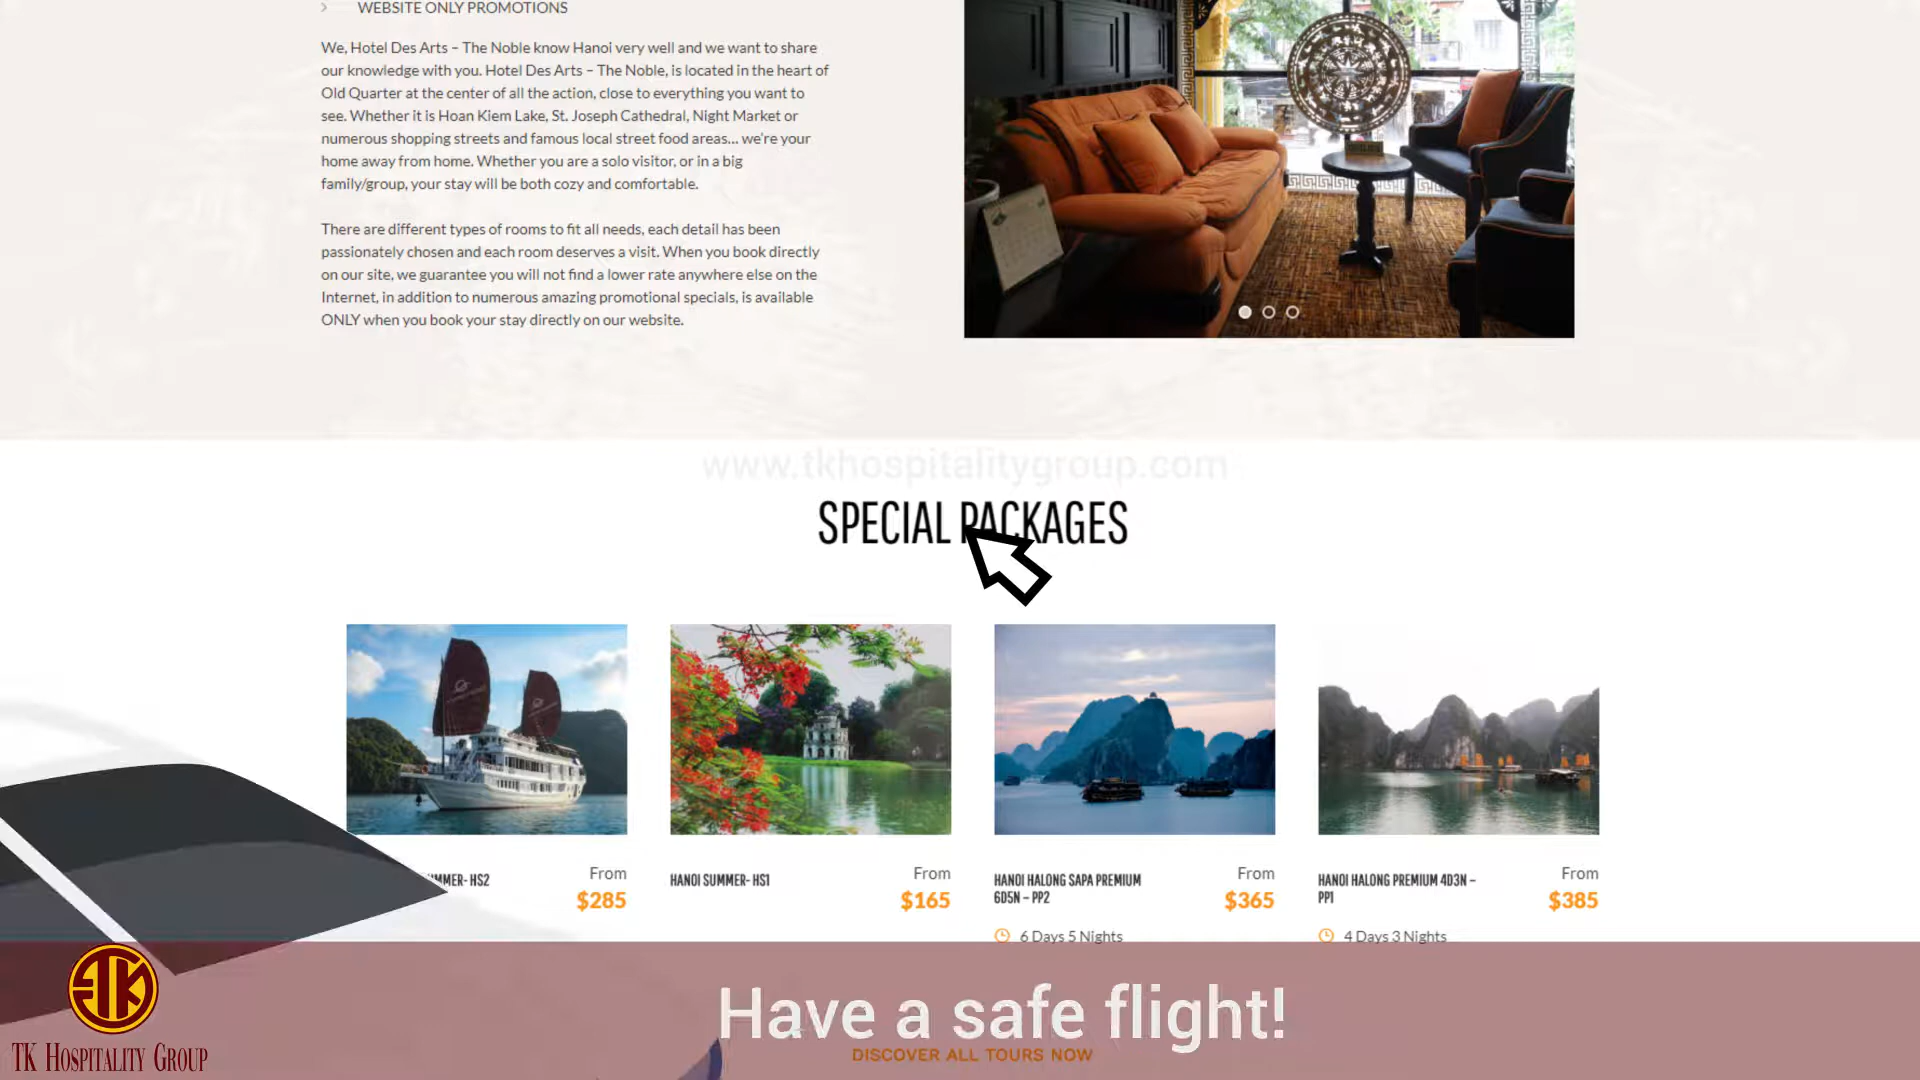 WEBSITE ONLY PROMOTIONS
We, Hotel Des Arts – The Noble know Hanoi very well and we want to share
our knowledge with you. Hotel Des Arts – The Noble, is located in the heart of
Old Quarter at the center of all the action, close to everything you want to
see. Whether it is Hoan Kiem Lake, St. Joseph Cathedral, Night Market or
numerous shopping streets and famous local street food areas... we're your
home away from home. Whether you are a solo visitor, or in a big
family/group, your stay will be both cozy and comfortable.
There are different types of rooms to fit all needs, each detail has been
passionately chosen and each room deserves a visit. When you book directly
on our site, we guarantee you will not find a lower rate anywhere else on the
Internet, in addition to numerous amazing promotional specials, is available
ONLY when you book your stay directly on our website.
www.tkhospitalitygroup.com
SPECIAL PACKAGES
HS2
From
$285
HANOI SUMMER- HS1
From
$165
HANOI HALONG SAPA PREMIUM
6D5N – PP2
From
$365
6 Days 5 Nights
HANOI HALONG PREMIUM 4D3N –
PP1
From
$385
4 Days 3 Nights
Have a safe flight!
DISCOVER ALL TOURS NOW
TK HOSPITALITY GROUP